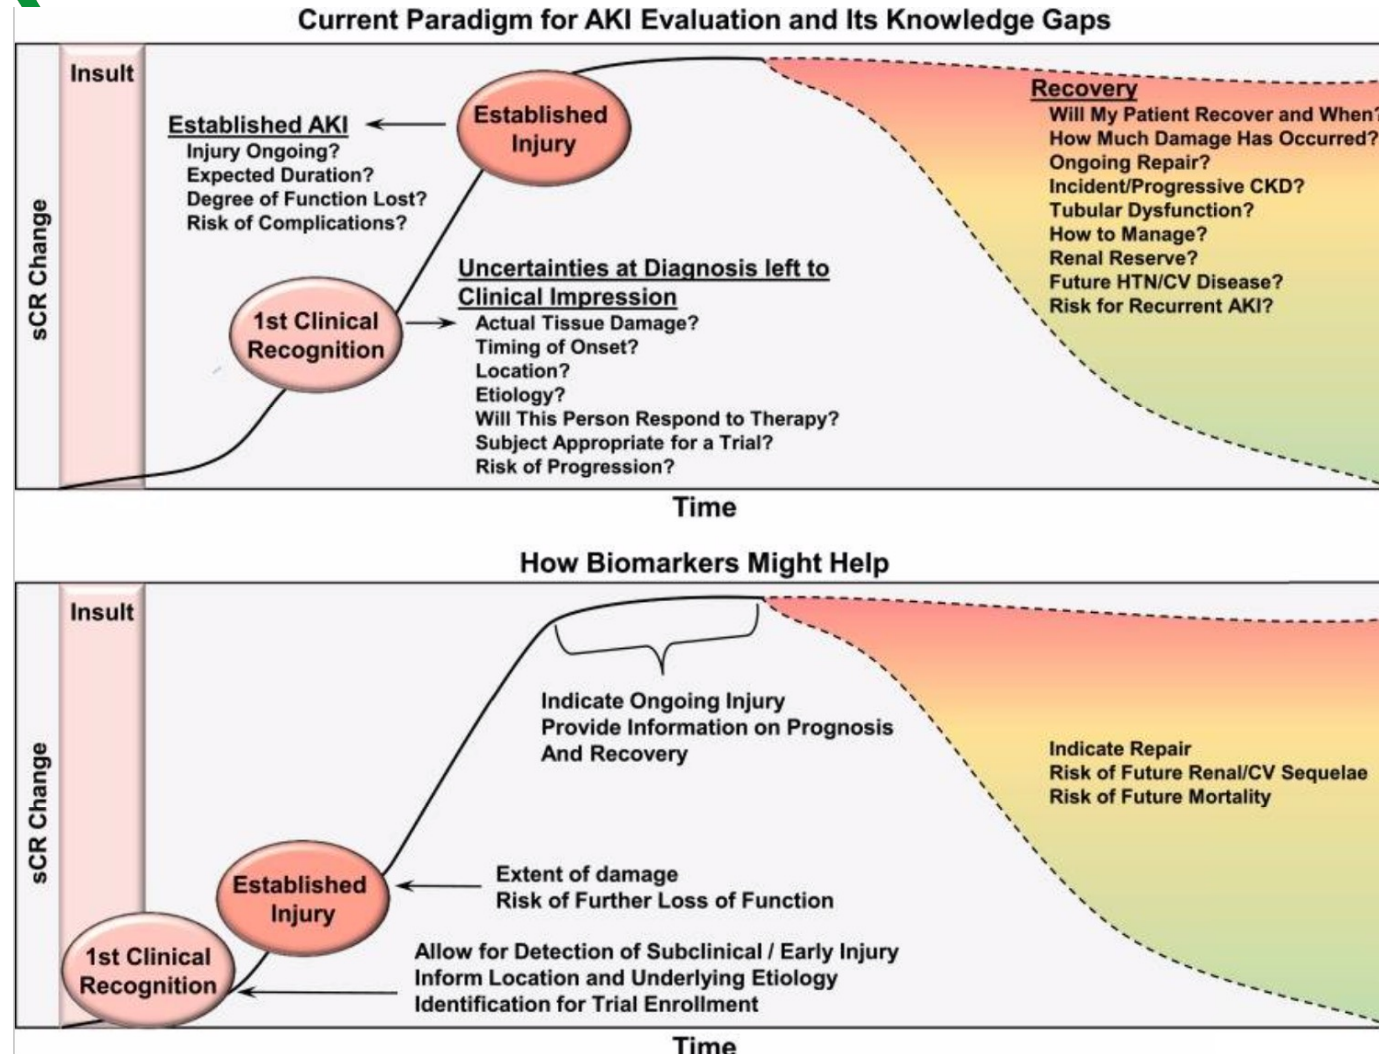 Current Paradigm for AKI Evaluation and Its Knowledge Gaps
Insult
Established AKI
Injury Ongoing?
Expected Duration?
Degree of Function Lost?
Risk of Complications?
Established
Injury
Recovery
Will My Patient Recover and When?
How Much Damage Has Occurred?
Ongoing Repair?
Incident/Progressive CKD?
Tubular Dysfunction?
How to Manage?
Renal Reserve?
Future HTN/CV Disease?
Risk for Recurrent AKI?
sCR Change
1st Clinical
Recognition
Uncertainties at Diagnosis left to
Clinical Impression
Actual Tissue Damage?
Timing of Onset?
Location?
Etiology?
Will This Person Respond to Therapy?
Subject Appropriate for a Trial?
Risk of Progression?
Time
How Biomarkers Might Help
Insult
Indicate Ongoing Injury
Provide Information on Prognosis
And Recovery
Indicate Repair
Risk of Future Renal/CV Sequelae
Risk of Future Mortality
sCR Change
Established
Injury
Extent of damage
Risk of Further Loss of Function
1st Clinical
Recognition
Allow for Detection of Subclinical / Early Injury
Inform Location and Underlying Etiology
Identification for Trial Enrollment
Time